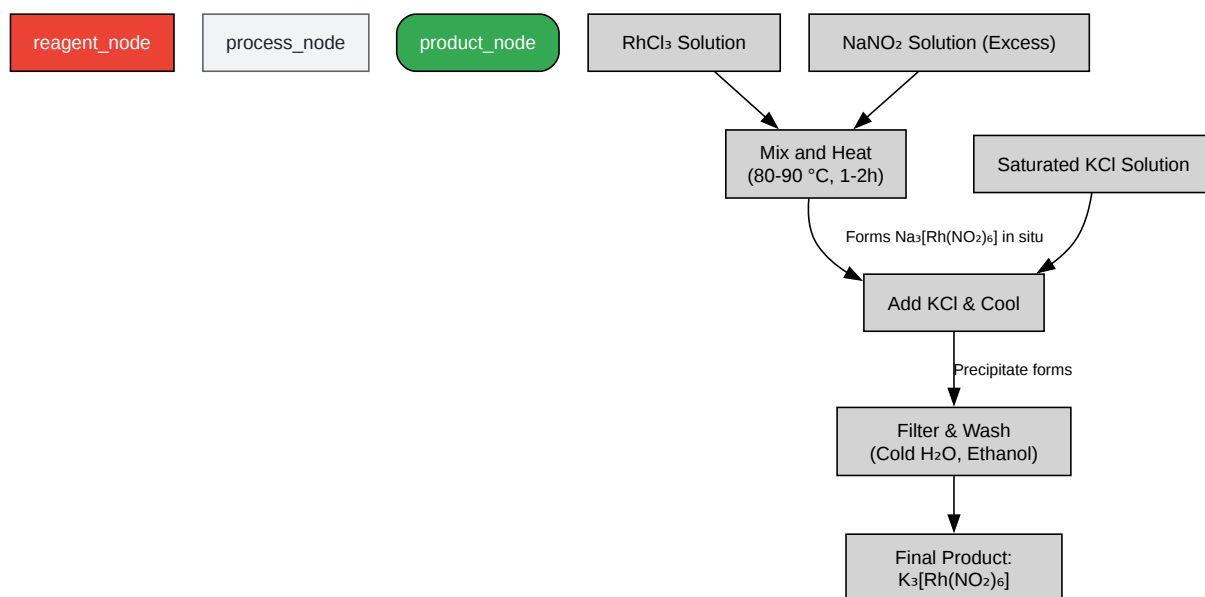 reagent_node
process_node
product_node
RhCl₃ Solution
NaNO₂ Solution (Excess)
Mix and Heat
(80-90 °C, 1-2h)
Saturated KCl Solution
Forms Na₃[Rh(NO₂)₆] in situ
Add KCl & Cool
Precipitate forms
Filter & Wash
(Cold H₂O, Ethanol)
Final Product:
K₃[Rh(NO₂)₆]